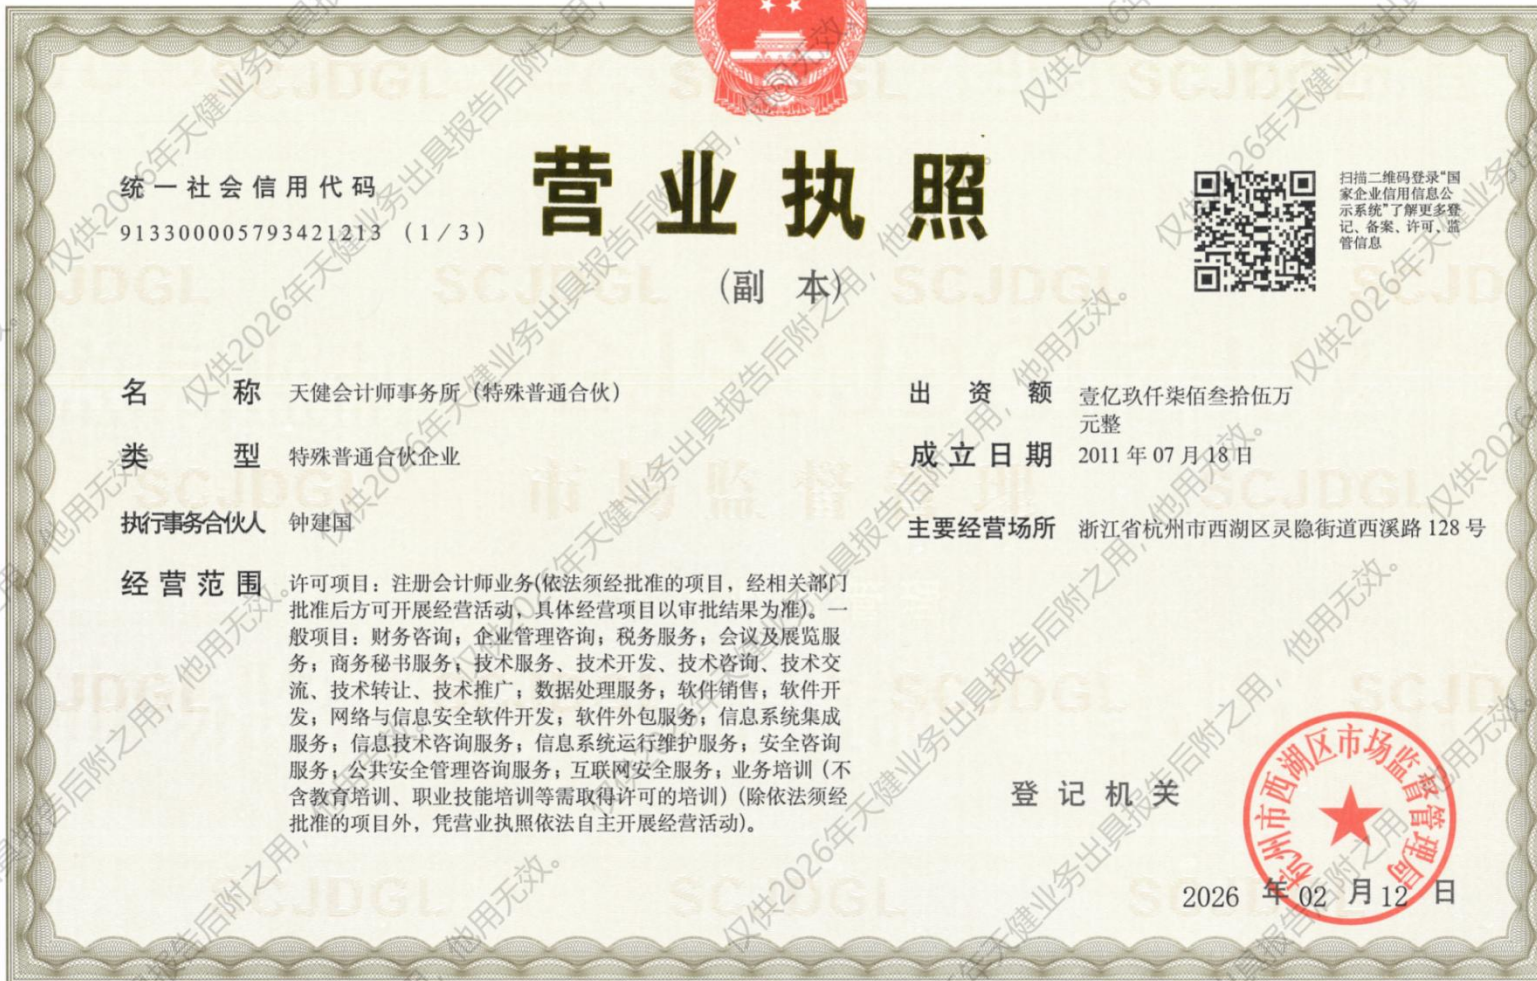 营业执照
（副 本）
统一社会信用代码
913300005793421213（1/3）
扫描二维码登录“国
家企业信用信息公
示系统”了解更多登
记、备案、许可、监
管信息
名 称 天健会计师事务所（特殊普通合伙）
类 型 特殊普通合伙企业
执行事务合伙人 钟建国
经营范围 许可项目：注册会计师业务(依法须经批准的项目，经相关部门
批准后方可开展经营活动，具体经营项目以审批结果为准)。一
般项目：财务咨询；企业管理咨询；税务服务；会议及展览服
务；商务秘书服务；技术服务、技术开发、技术咨询、技术交
流、技术转让、技术推广；数据处理服务；软件销售；软件开
发；网络与信息安全软件开发；软件外包服务；信息系统集成
服务；信息技术咨询服务；信息系统运行维护服务；安全咨询
服务；公共安全管理咨询服务；互联网安全服务；业务培训（不
含教育培训、职业技能培训等需取得许可的培训）(除依法须经
批准的项目外，凭营业执照依法自主开展经营活动)。
出 资 额 壹亿玖仟柒佰叁拾伍万
元整
成立日期 2011年07月18日
主要经营场所 浙江省杭州市西湖区灵隐街道西溪路128号
登记机关
杭州市西湖区市场监督管理局
2026 年 02 月 12 日
仅供2026年天健业务出具报告后附之用，他用无效。
SCJDGL
市场监督管理